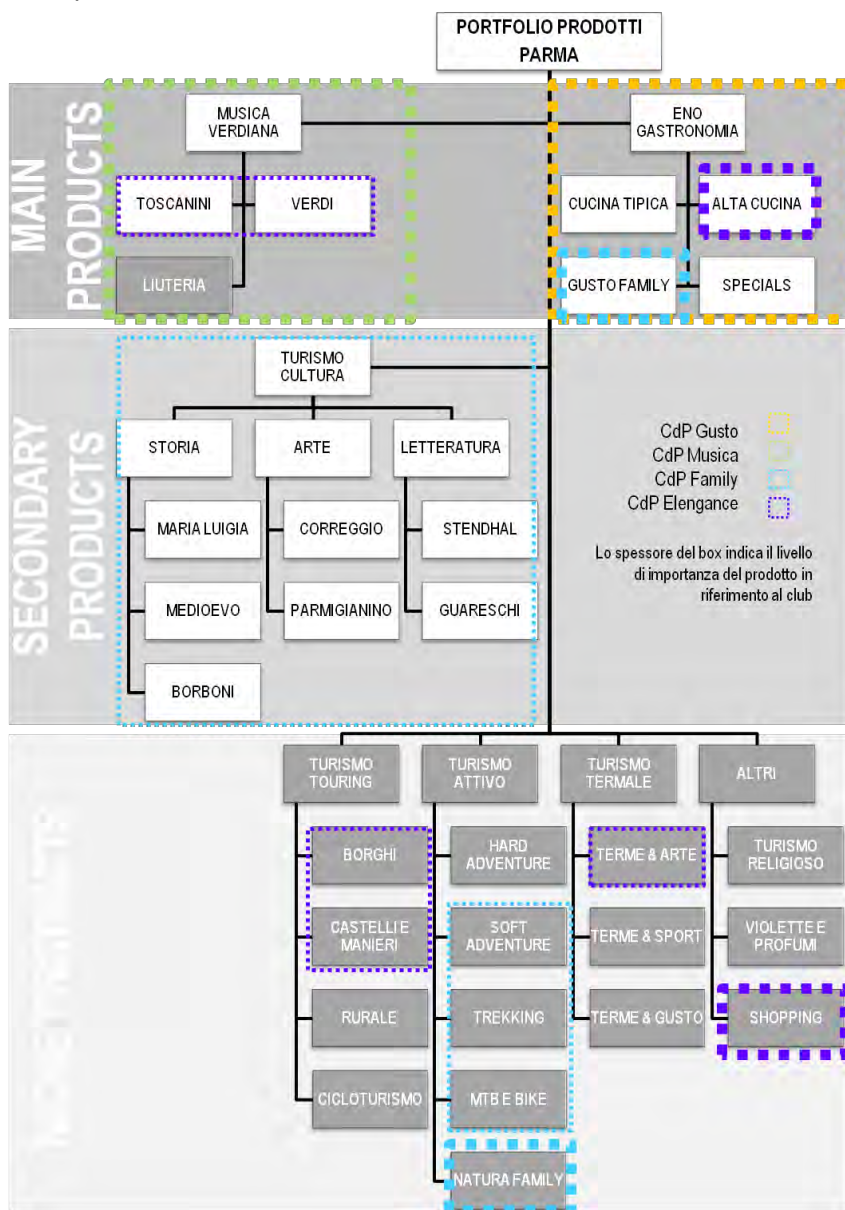 PORTFOLIO PRODOTTI
PARMA
MAIN
PRODUCTS
MUSICA
VERDIANA
ENO
GASTRONOMIA
TOSCANINI
VERDI
CUCINA TIPICA
ALTA CUCINA
LIUTERIA
GUSTO FAMILY
SPECIALS
SECONDARY
PRODUCTS
TURISMO
CULTURA
STORIA
ARTE
LETTERATURA
MARIA LUIGIA
CORREGGIO
STENDHAL
MEDIOEVO
PARMIGIANINO
GUARESCHI
BORBONI
CdP Gusto
CdP Musica
CdP Family
CdP Elengance
Lo spessore del box indica il livello
di importanza del prodotto in
riferimento al club
TURISMO
TOURING
TURISMO
ATTIVO
TURISMO
TERMALE
ALTRI
BORGHI
HARD
ADVENTURE
TERME & ARTE
TURISMO
RELIGIOSO
CASTELLI E
MANIERI
SOFT
ADVENTURE
TERME & SPORT
VIOLETTE E
PROFUMI
RURALE
TREKKING
TERME & GUSTO
SHOPPING
CICLOTURISMO
MTB E BIKE
NATURA FAMILY